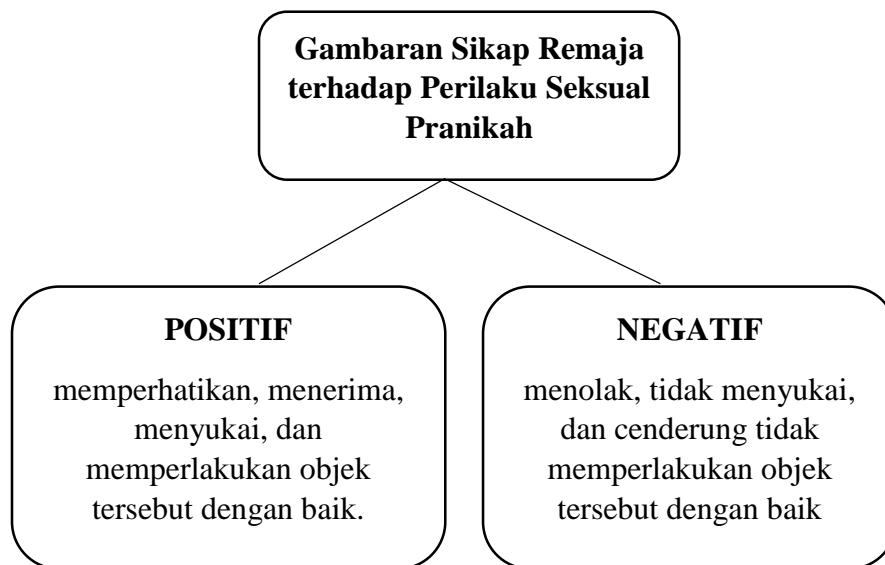 Gambaran Sikap Remaja
terhadap Perilaku Seksual
Pranikah
POSITIF
memperhatikan, menerima,
menyukai, dan
memperlakukan objek
tersebut dengan baik.
NEGATIF
menolak, tidak menyukai,
dan cenderung tidak
memperlakukan objek
tersebut dengan baik